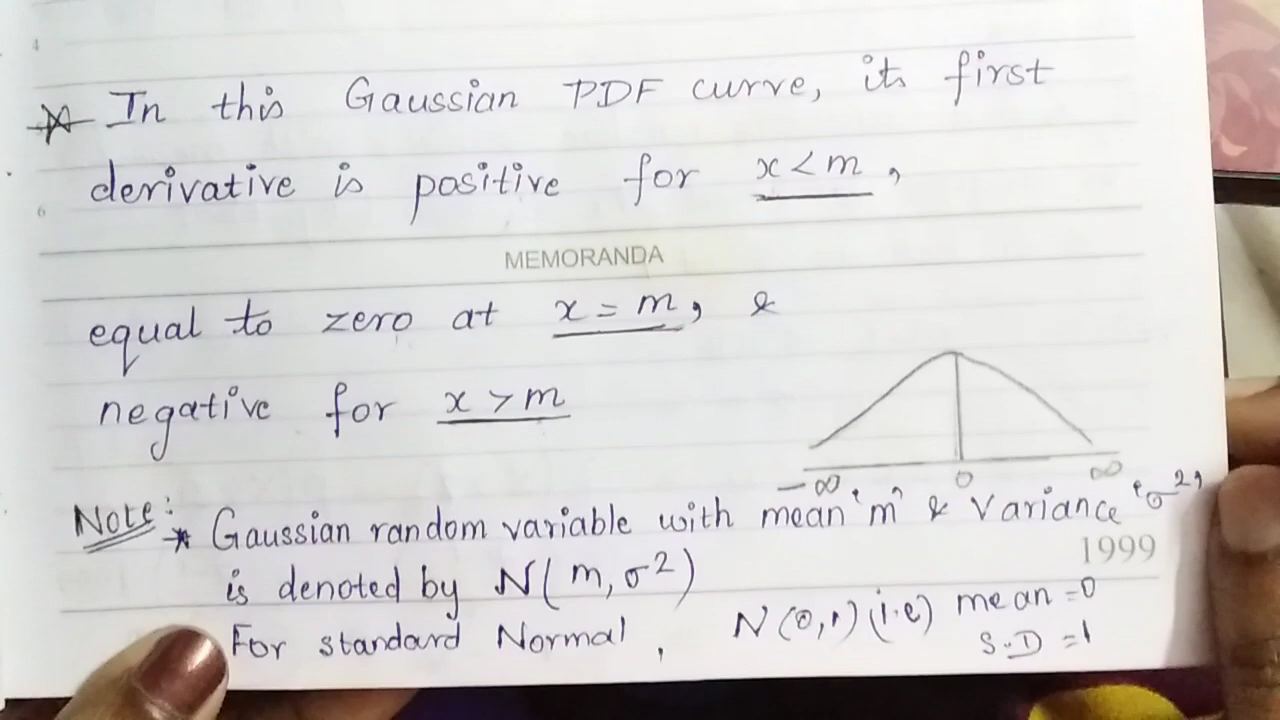 4
* In this Gaussian PDF curve, its first
derivative is positive for x < m,
6
MEMORANDA
equal to zero at x = m, &
negative for x > m
-∞ 0 ∞
Note: * Gaussian random variable with mean 'm' & Variance 'σ²'
1999
is denoted by N(m, σ²)
For standard Normal, N(0,1) (i.e) mean = 0
S.D = 1